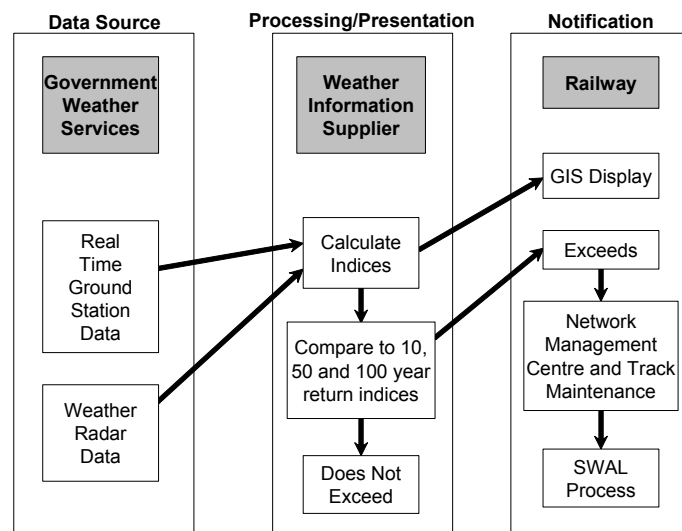 Data Source
Processing/Presentation
Notification
Government
Weather
Services
Weather
Information
Supplier
Railway
Real
Time
Ground
Station
Data
Weather
Radar
Data
Calculate
Indices
Compare to 10,
50 and 100 year
return indices
Does Not
Exceed
GIS Display
Exceeds
Network
Management
Centre and Track
Maintenance
SWAL
Process